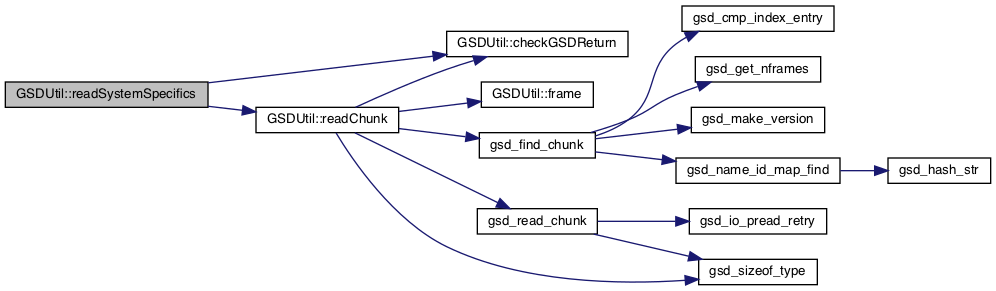 GSDUtil::readSystemSpecifics
GSDUtil::checkGSDReturn
GSDUtil::readChunk
GSDUtil::frame
gsd_find_chunk
gsd_cmp_index_entry
gsd_get_nframes
gsd_make_version
gsd_name_id_map_find
gsd_hash_str
gsd_read_chunk
gsd_io_pread_retry
gsd_sizeof_type